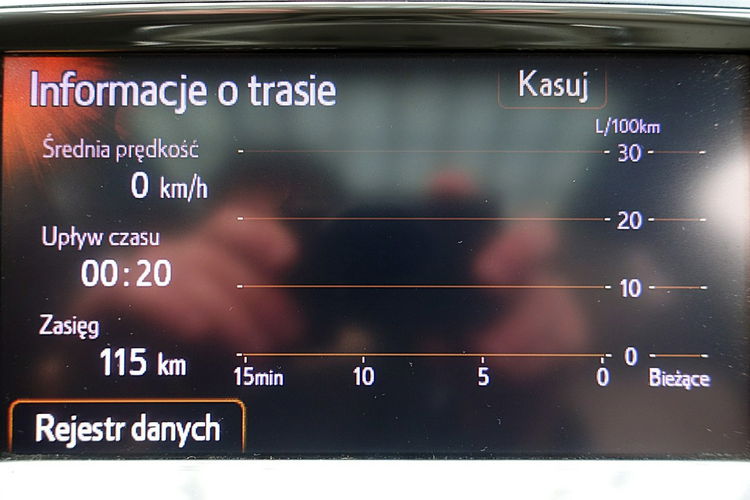 Informacje o trasie
Kasuj
L/100km
Średnia prędkość
0 km/h
30
20
Upływ czasu
00:20
10
Zasięg
115 km
0
15min 10 5 0 Bieżące
Rejestr danych